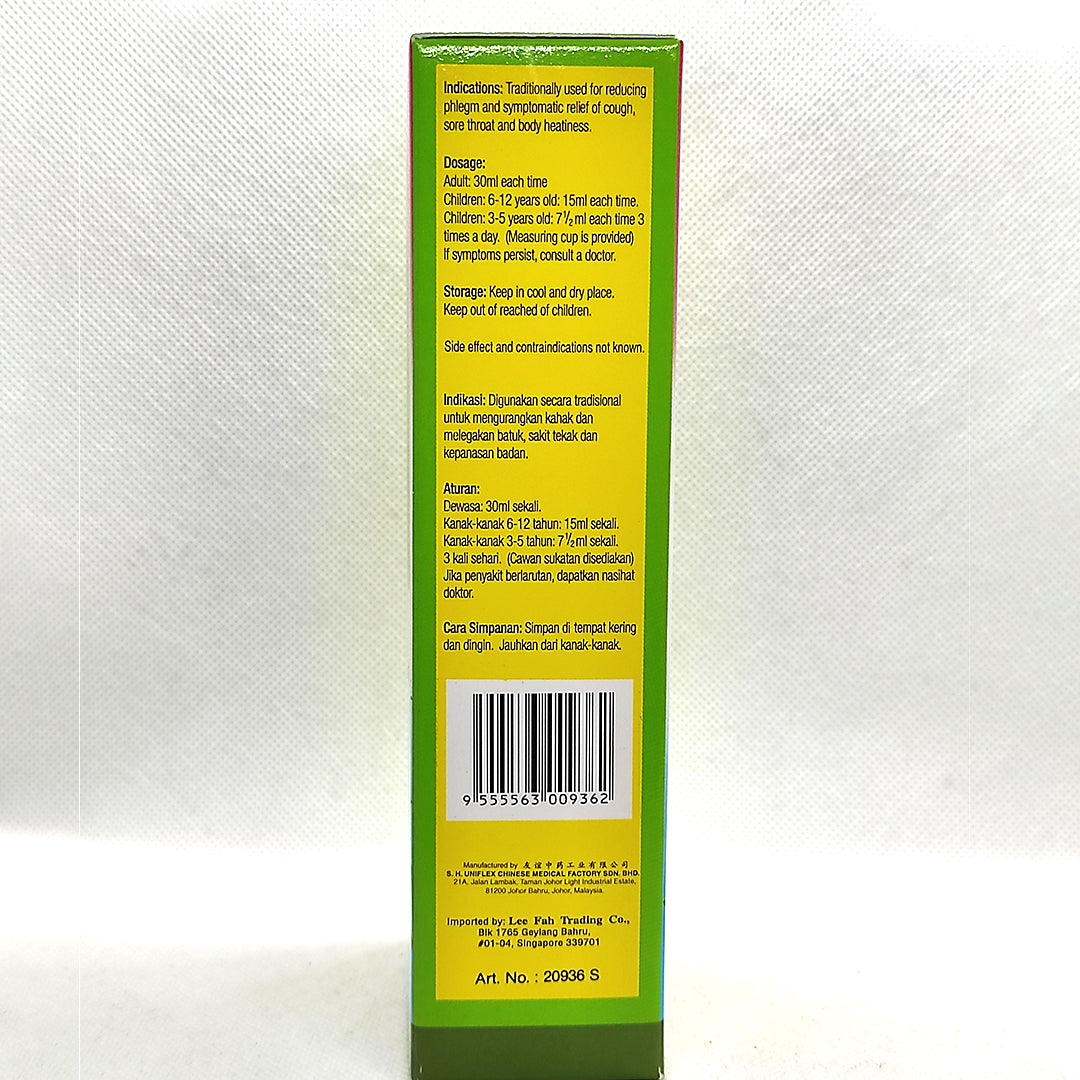 Indications: Traditionally used for reducing
phlegm and symptomatic relief of cough,
sore throat and body heatiness.
Dosage:
Adult: 30ml each time
Children: 6-12 years old: 15ml each time.
Children: 3-5 years old: 7½ ml each time 3
times a day. (Measuring cup is provided)
If symptoms persist, consult a doctor.
Storage: Keep in cool and dry place.
Keep out of reached of children.
Side effect and contraindications not known.
Indikasi: Digunakan secara tradisional
untuk mengurangkan kahak dan
melegakan batuk, sakit tekak dan
kepanasan badan.
Aturan:
Dewasa: 30ml sekali.
Kanak-kanak 6-12 tahun: 15ml sekali.
Kanak-kanak 3-5 tahun: 7½ ml sekali.
3 kali sehari. (Cawan sukatan disediakan)
Jika penyakit berlarutan, dapatkan nasihat
doktor.
Cara Simpanan: Simpan di tempat kering
dan dingin. Jauhkan dari kanak-kanak.
9 555563 009362
Manufactured by 友谊中药工业有限公司
S. H. UNIFLEX CHINESE MEDICAL FACTORY SDN. BHD.
21A, Jalan Lambak, Taman Johor Light Industrial Estate,
81200 Johor Bahru, Johor, Malaysia.
Imported by: Lee Fah Trading Co.,
Blk 1765 Geylang Bahru,
#01-04, Singapore 339701
Art. No. : 20936 S